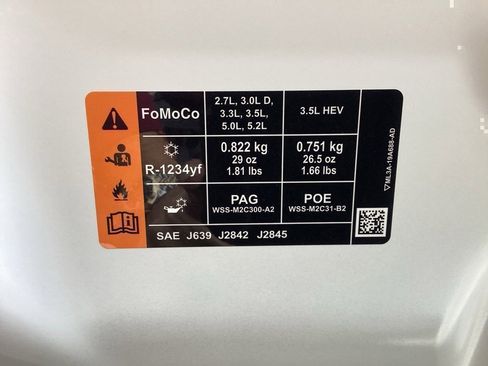 FoMoCo
2.7L, 3.0L D,
3.3L, 3.5L,
5.0L, 5.2L
3.5L HEV
R-1234yf
0.822 kg
29 oz
1.81 lbs
0.751 kg
26.5 oz
1.66 lbs
PAG
WSS-M2C300-A2
POE
WSS-M2C31-B2
SAE J639 J2842 J2845
ML3A-19A688-AD